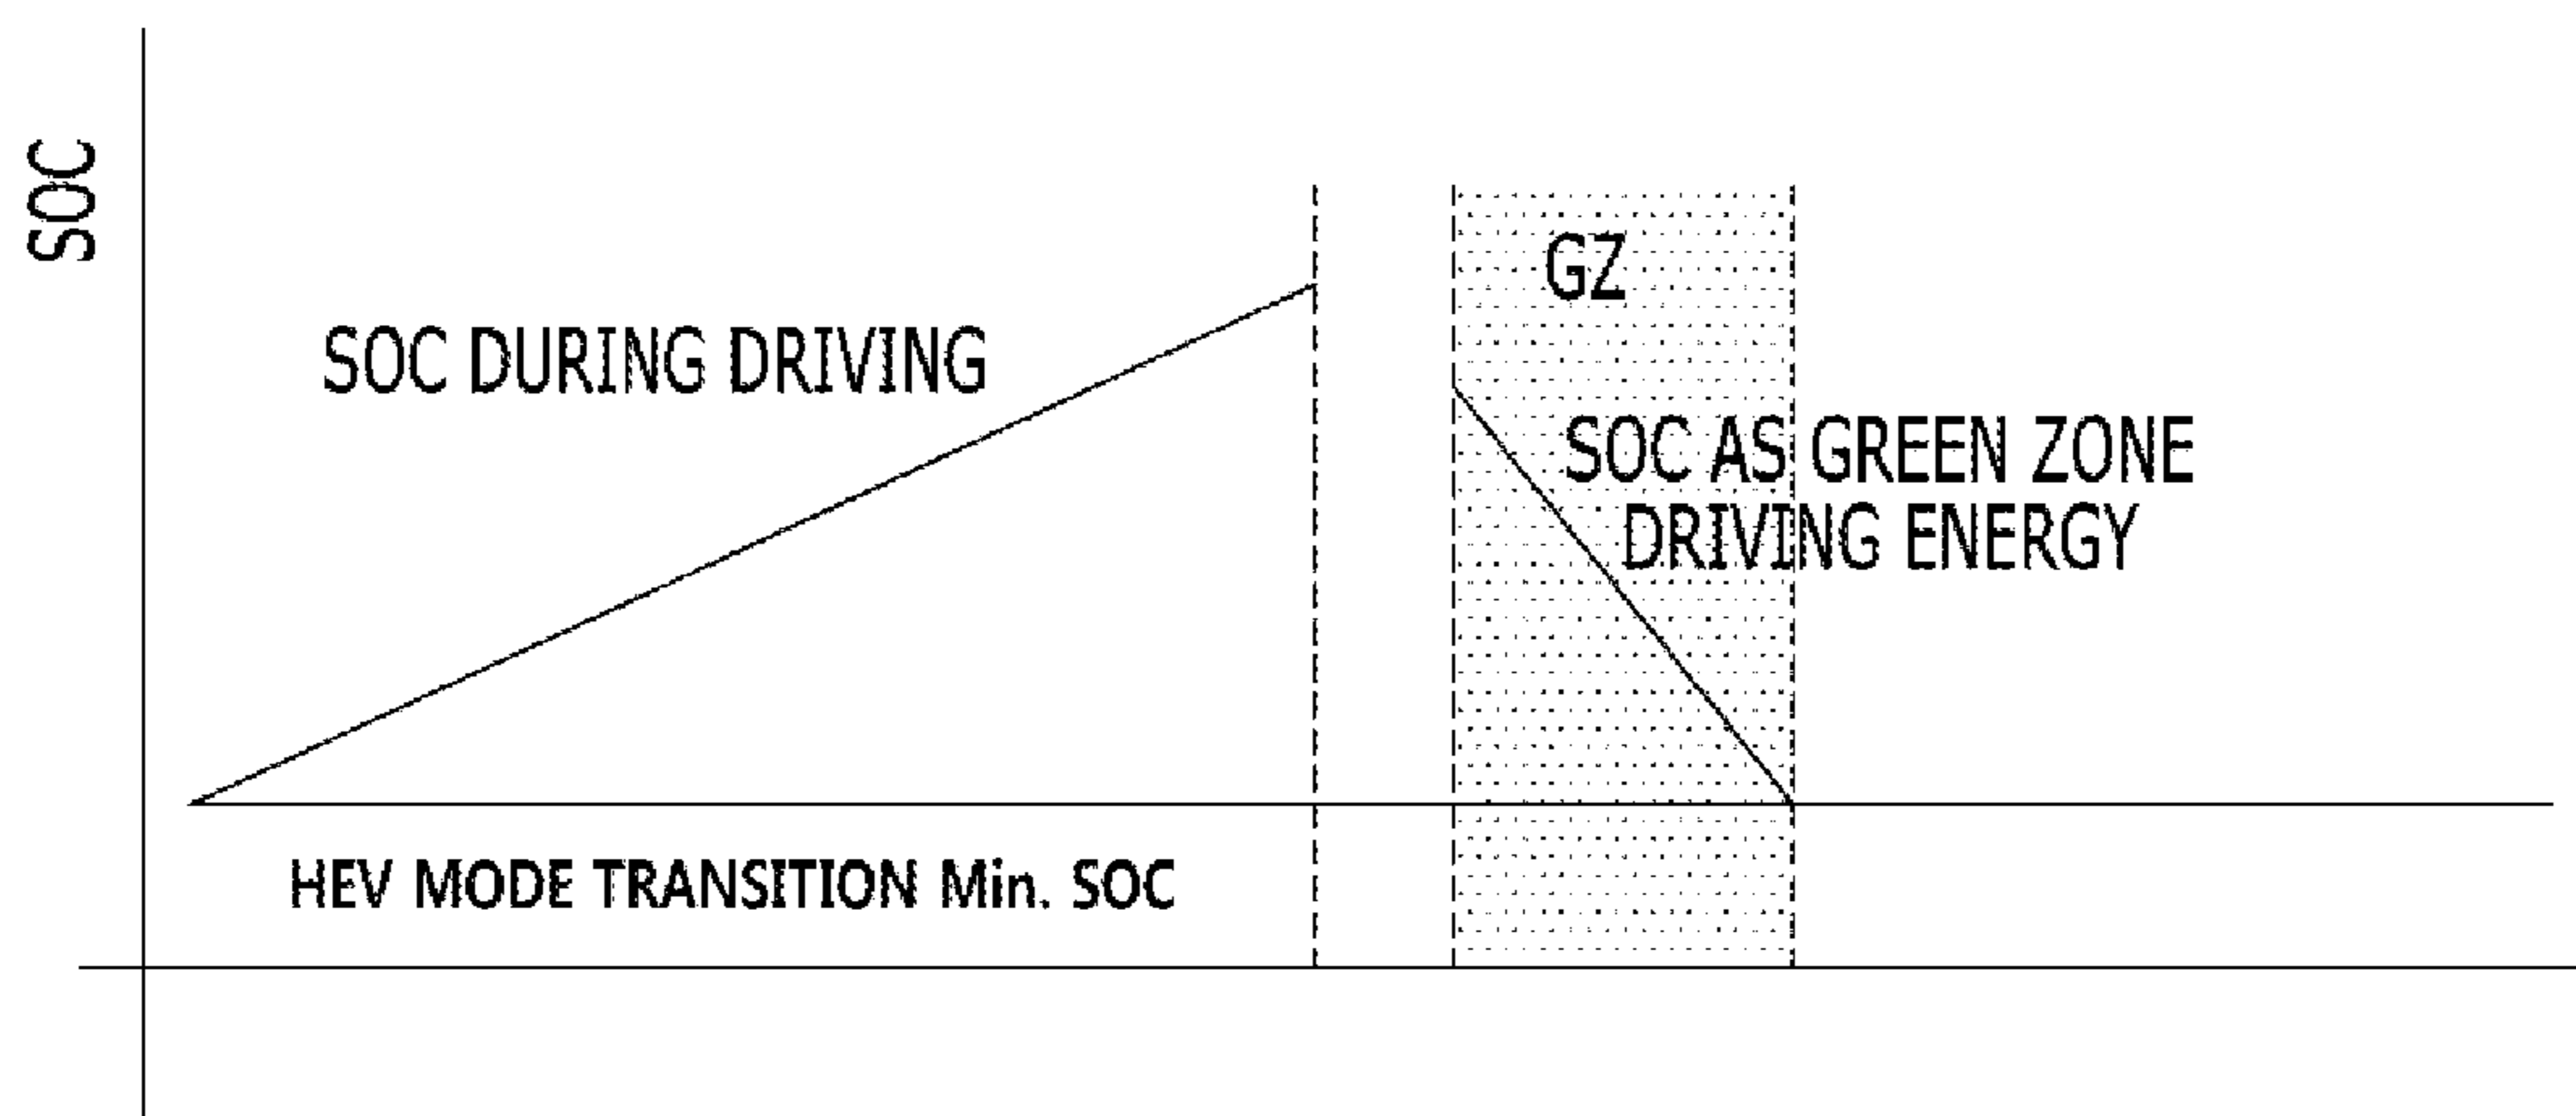 SOC
SOC DURING DRIVING
GZ
SOC AS GREEN ZONE
DRIVING ENERGY
HEV MODE TRANSITION Min. SOC